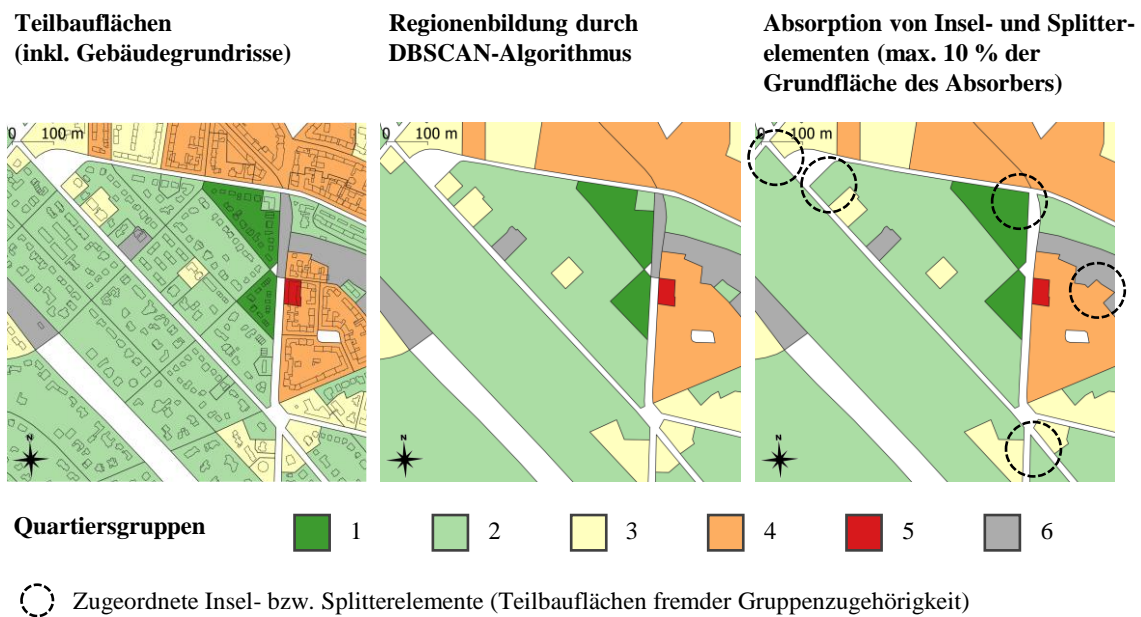 Teilbauflächen
(inkl. Gebäudegrundrisse)
Regionenbildung durch
DBSCAN-Algorithmus
Absorption von Insel- und Splitter-
elementen (max. 10 % der
Grundfläche des Absorbers)
0 100 m
N
0 100 m
N
0 100 m
N
Quartiersgruppen
1
2
3
4
5
6
Zugeordnete Insel- bzw. Splitterelemente (Teilbauflächen fremder Gruppenzugehörigkeit)